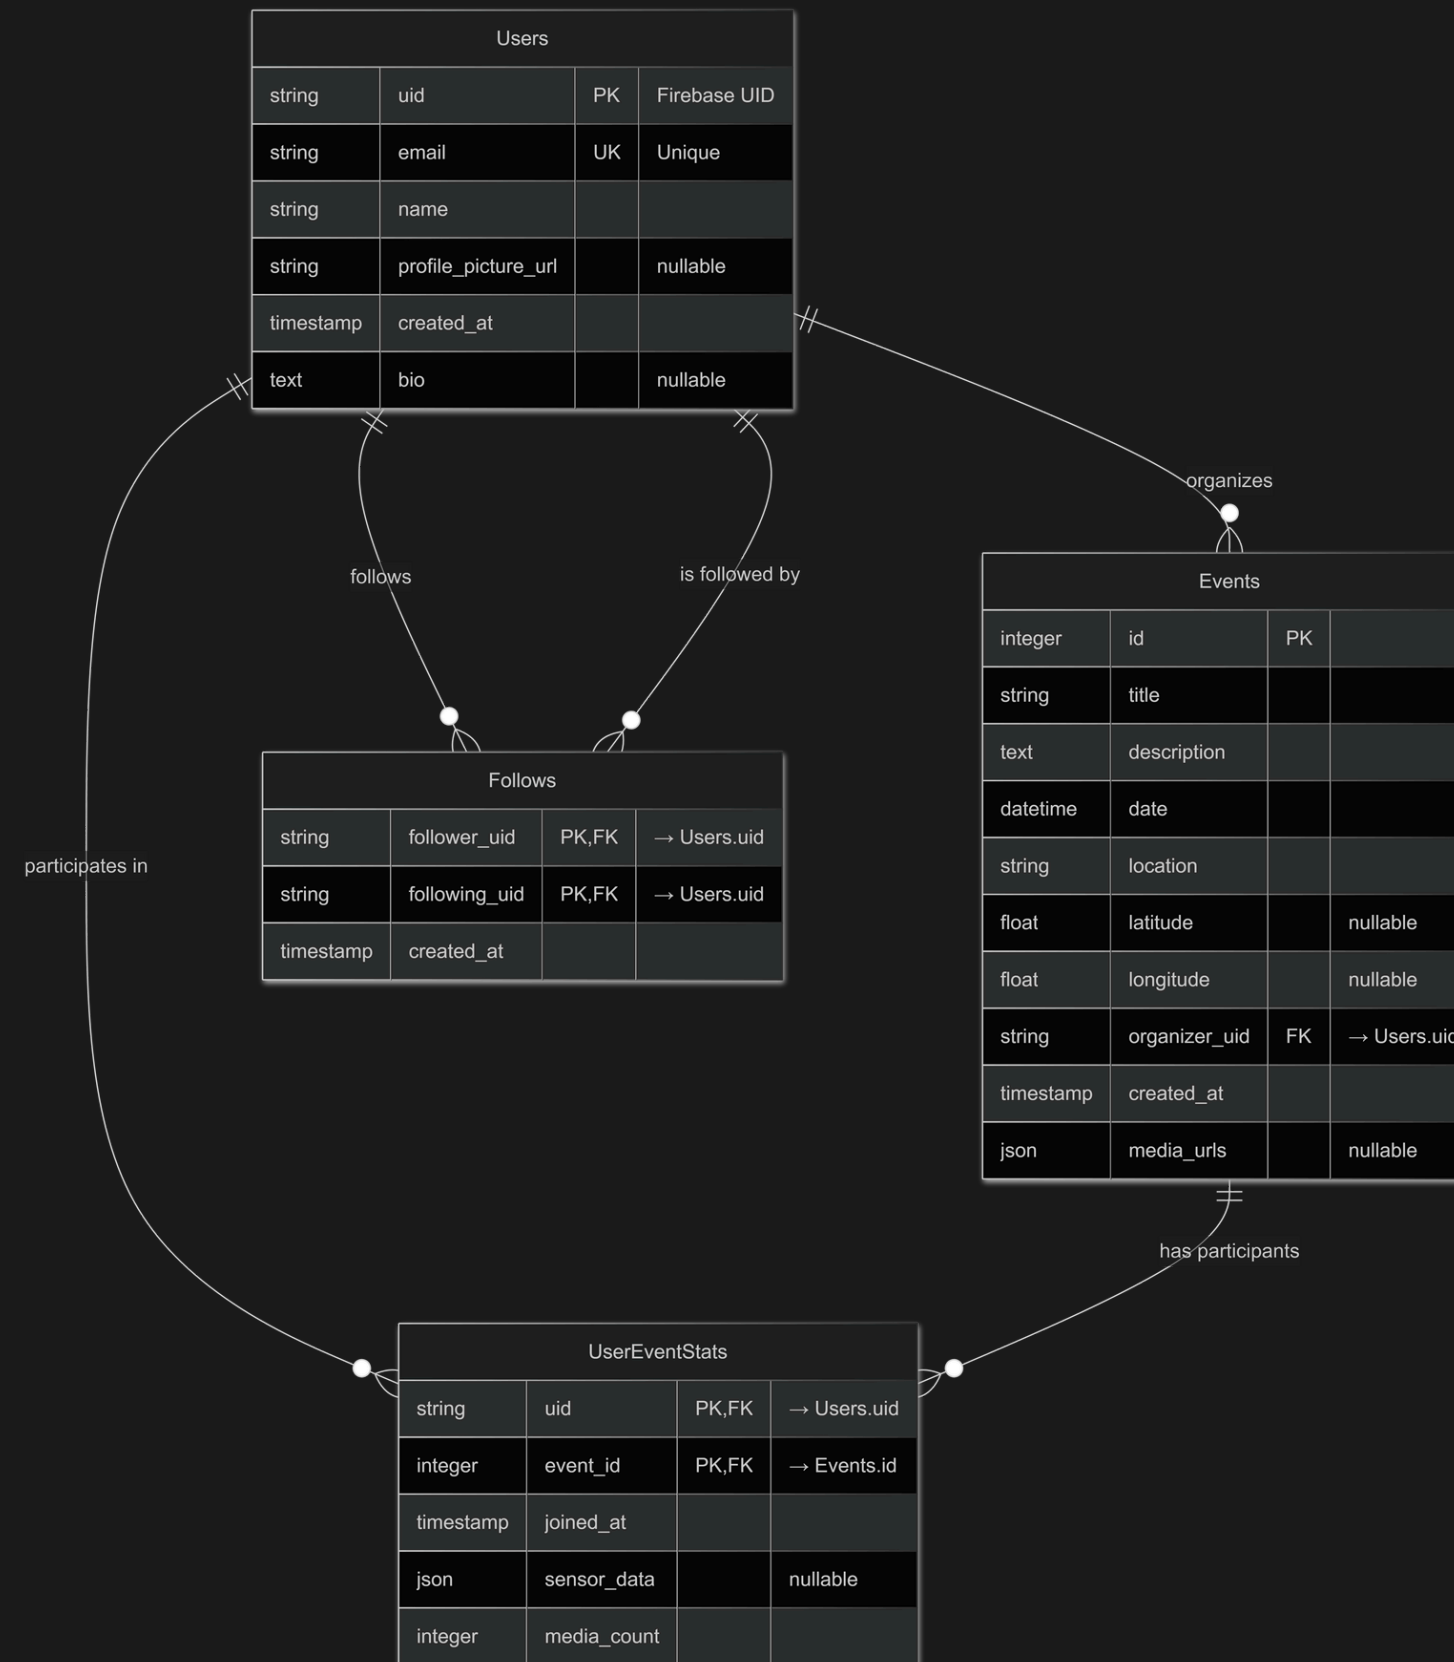 Users
string uid PK Firebase UID
string email UK Unique
string name
string profile_picture_url nullable
timestamp created_at
text bio nullable
organizes
follows
is followed by
Events
integer id PK
string title
text description
datetime date
string location
float latitude nullable
float longitude nullable
string organizer_uid FK → Users.uid
timestamp created_at
json media_urls nullable
Follows
string follower_uid PK,FK → Users.uid
string following_uid PK,FK → Users.uid
timestamp created_at
participates in
has participants
UserEventStats
string uid PK,FK → Users.uid
integer event_id PK,FK → Events.id
timestamp joined_at
json sensor_data nullable
integer media_count